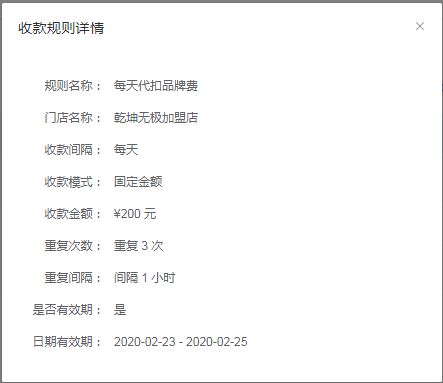 收款规则详情
规则名称： 每天代扣品牌费
门店名称： 乾坤无极加盟店
收款间隔： 每天
收款模式： 固定金额
收款金额： ¥200 元
重复次数： 重复 3 次
重复间隔： 间隔 1 小时
是否有效期： 是
日期有效期： 2020-02-23 - 2020-02-25